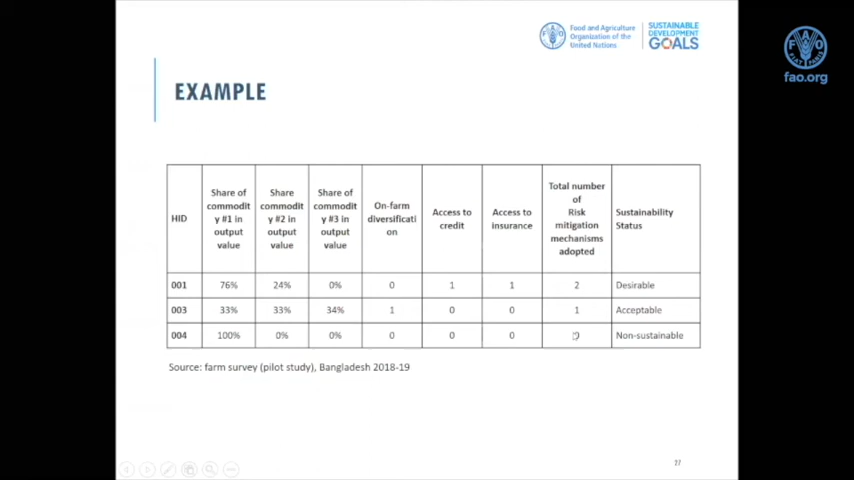 Food and Agriculture
Organization of the
United Nations
SUSTAINABLE
DEVELOPMENT
GOALS
FAO
FIAT PANIS
fao.org
EXAMPLE
HID
Share of
commodit
y #1 in
output
value
Share
commodit
y #2 in
output
value
Share of
commodit
y #3 in
output
value
On-farm
diversificati
on
Access to
credit
Access to
insurance
Total number
of
Risk
mitigation
mechanisms
adopted
Sustainability
Status
001 76% 24% 0% 0 1 1 2 Desirable
003 33% 33% 34% 1 0 0 1 Acceptable
004 100% 0% 0% 0 0 0 0 Non-sustainable
Source: farm survey (pilot study), Bangladesh 2018-19